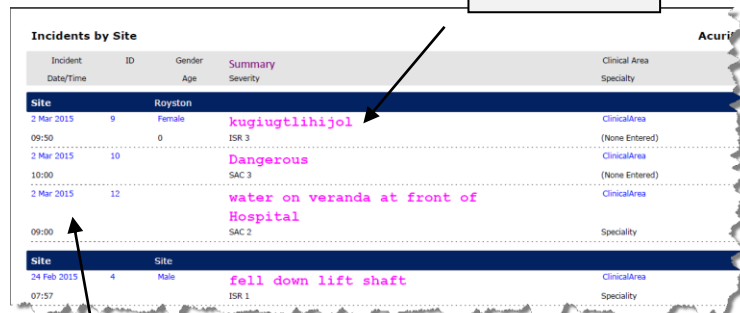 Incidents by Site Acuri
Incident ID Gender Summary Clinical Area
Date/Time Age Severity Specialty
Site Royston
2 Mar 2015 9 Female kugiugtlihijol ClinicalArea
09:50 0 ISR 3 (None Entered)
2 Mar 2015 10 Dangerous ClinicalArea
10:00 SAC 3 (None Entered)
2 Mar 2015 12 water on veranda at front of ClinicalArea
Hospital
09:00 SAC 2 Speciality
Site Site
24 Feb 2015 4 Male fell down lift shaft ClinicalArea
07:57 ISR 1 Speciality